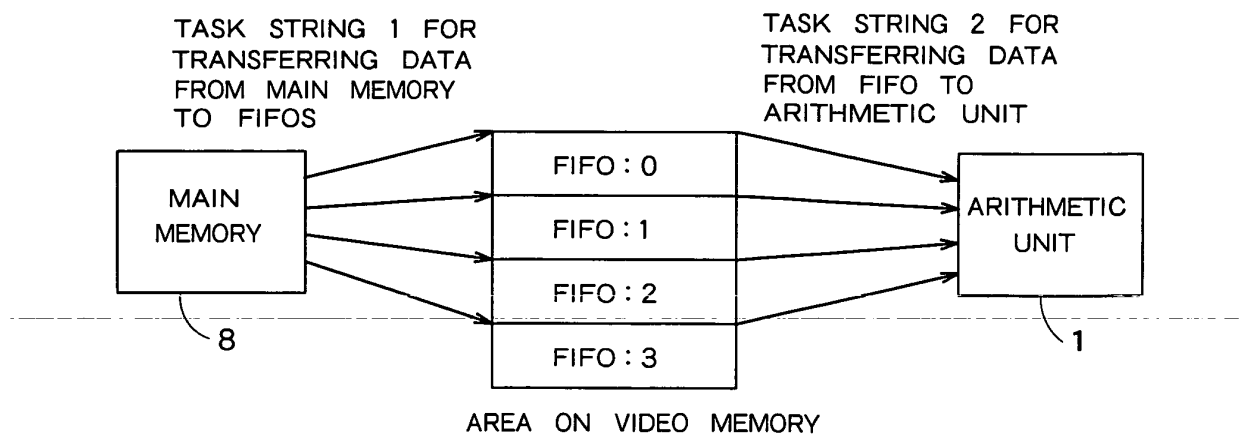 TASK STRING 1 FOR
TRANSFERRING DATA
FROM MAIN MEMORY
TO FIFOS
TASK STRING 2 FOR
TRANSFERRING DATA
FROM FIFO TO
ARITHMETIC UNIT
MAIN
MEMORY
8
FIFO : 0
FIFO : 1
FIFO : 2
FIFO : 3
ARITHMETIC
UNIT
1
AREA ON VIDEO MEMORY